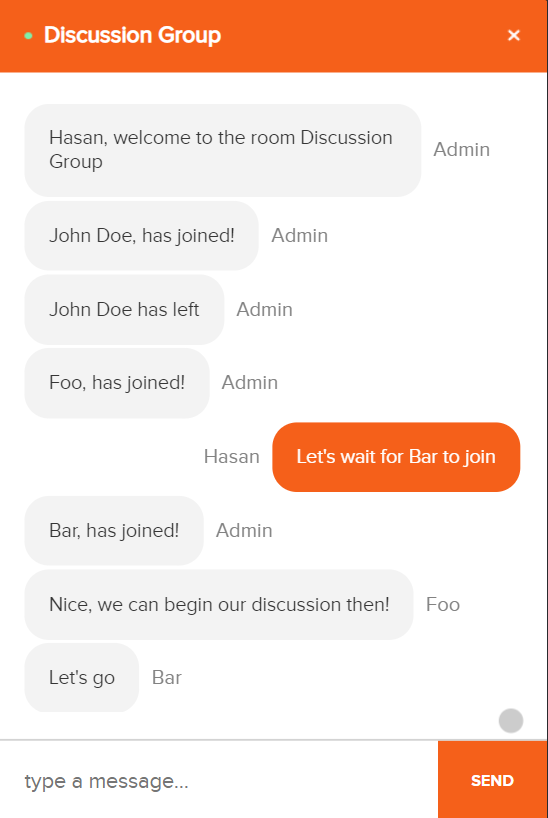 Discussion Group
×
Hasan, welcome to the room Discussion
Group
Admin
John Doe, has joined! Admin
John Doe has left Admin
Foo, has joined! Admin
Hasan Let's wait for Bar to join
Bar, has joined! Admin
Nice, we can begin our discussion then! Foo
Let's go Bar
type a message... SEND